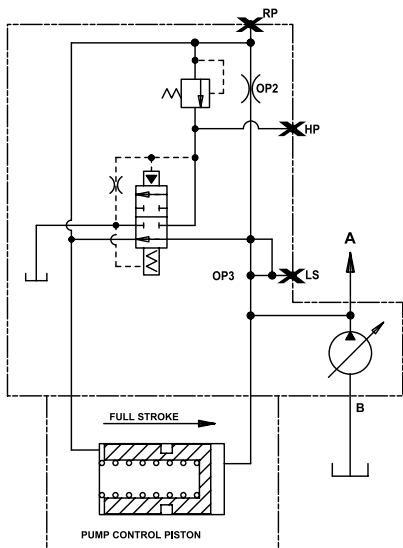 RP
OP2
HP
A
OP3
LS
B
FULL STROKE
PUMP CONTROL PISTON